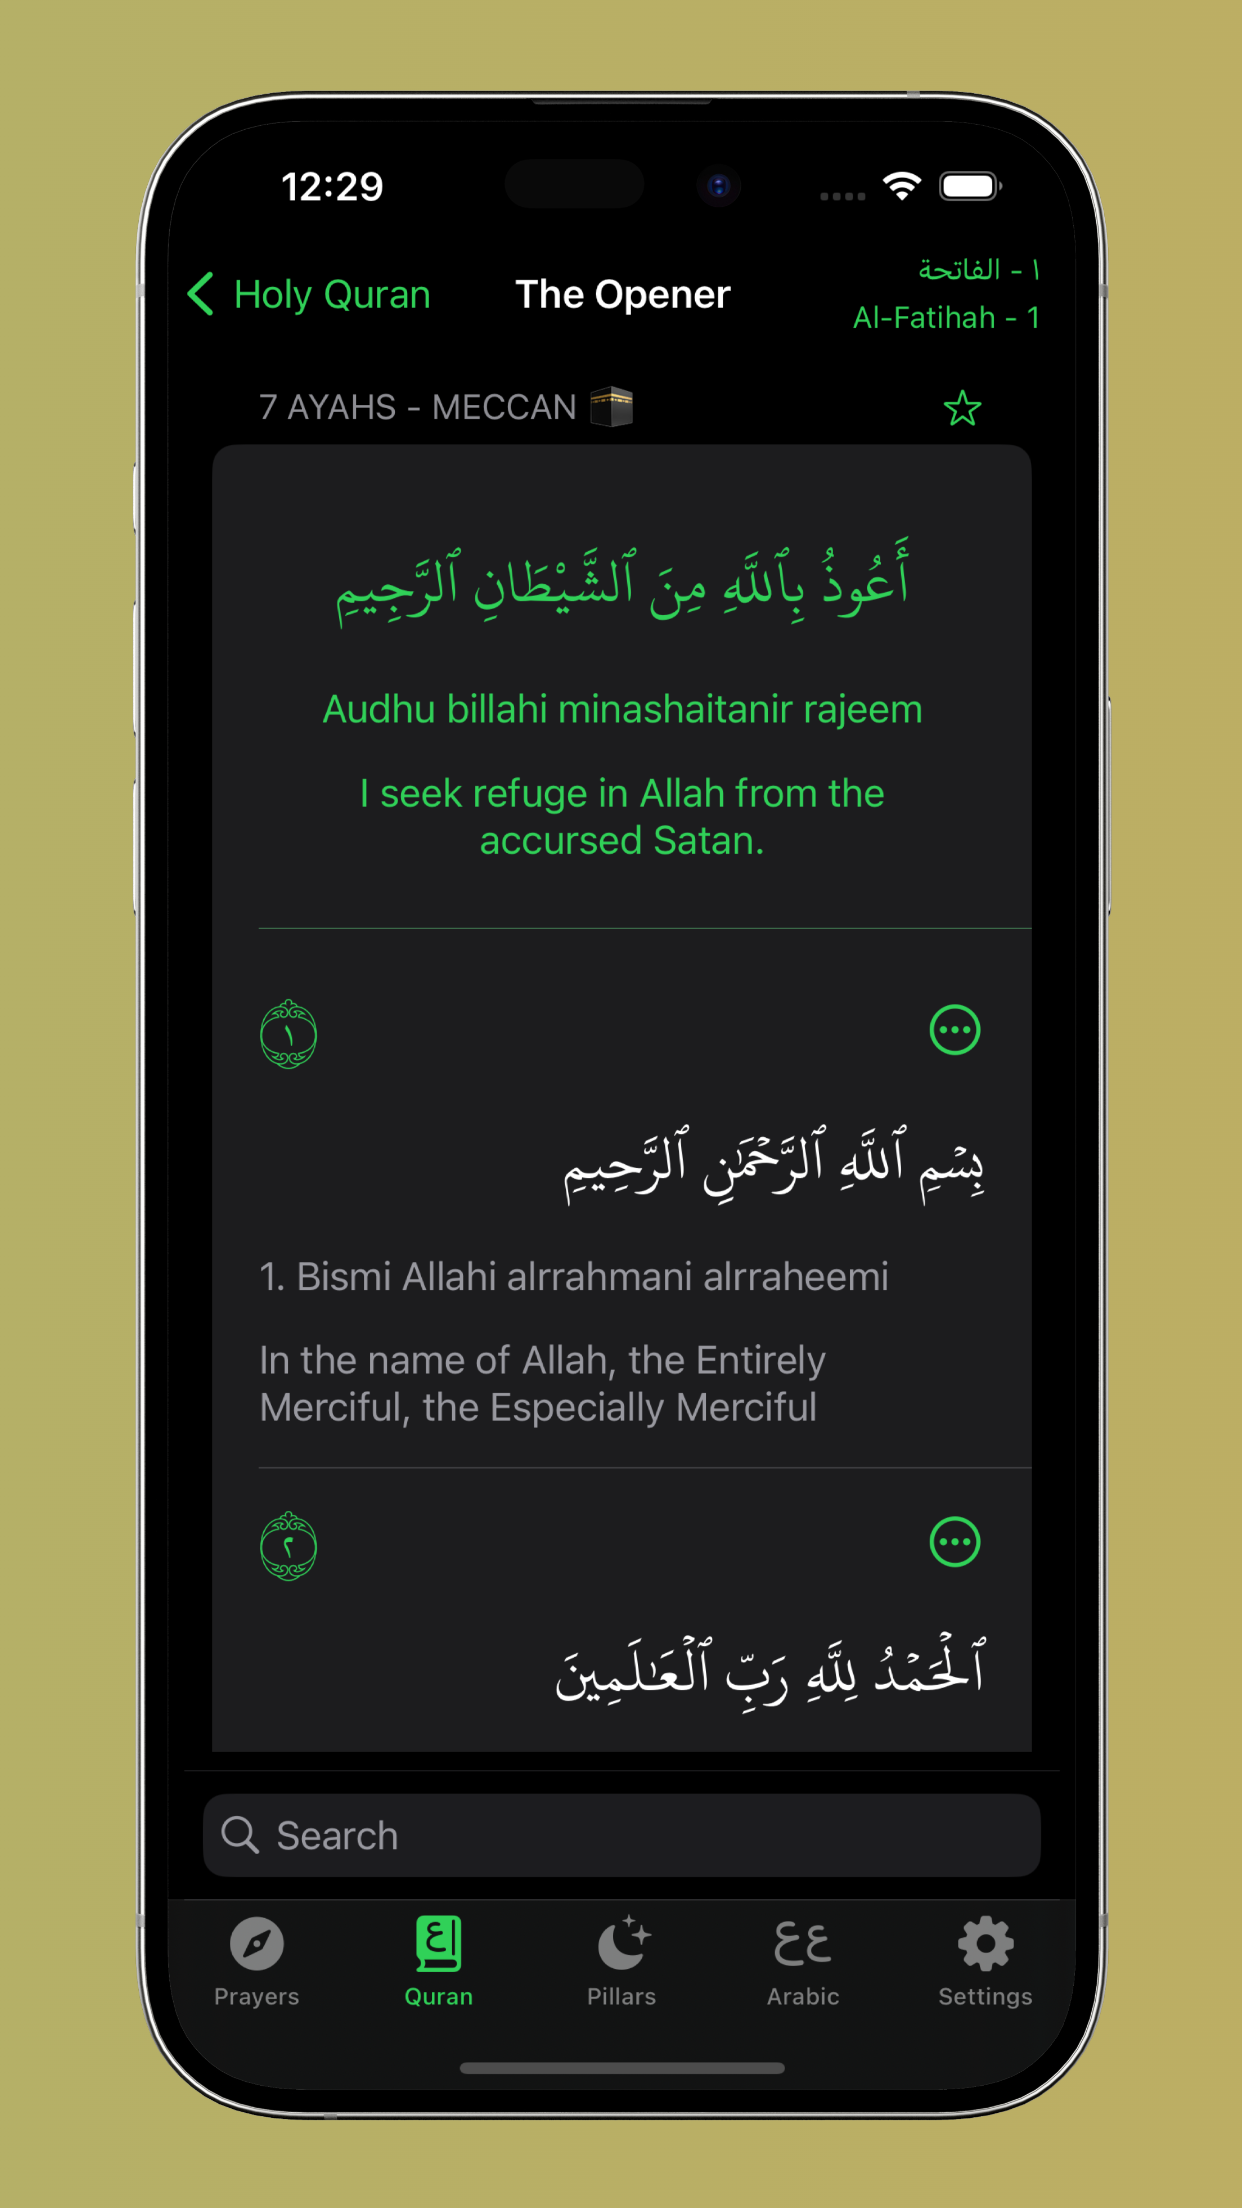 12:29
Holy Quran
The Opener
١ - الفاتحة
Al-Fatihah - 1
7 AYAHS - MECCAN
أَعُوذُ بِٱللَّهِ مِنَ ٱلشَّيْطَانِ ٱلرَّجِيمِ
Audhu billahi minashaitanir rajeem
I seek refuge in Allah from the
accursed Satan.
١
بِسۡمِ ٱللَّهِ ٱلرَّحۡمَٰنِ ٱلرَّحِيمِ
1. Bismi Allahi alrrahmani alrraheemi
In the name of Allah, the Entirely
Merciful, the Especially Merciful
٢
ٱلۡحَمۡدُ لِلَّهِ رَبِّ ٱلۡعَٰلَمِينَ
Search
ع
ع ع
Prayers
Quran
Pillars
Arabic
Settings